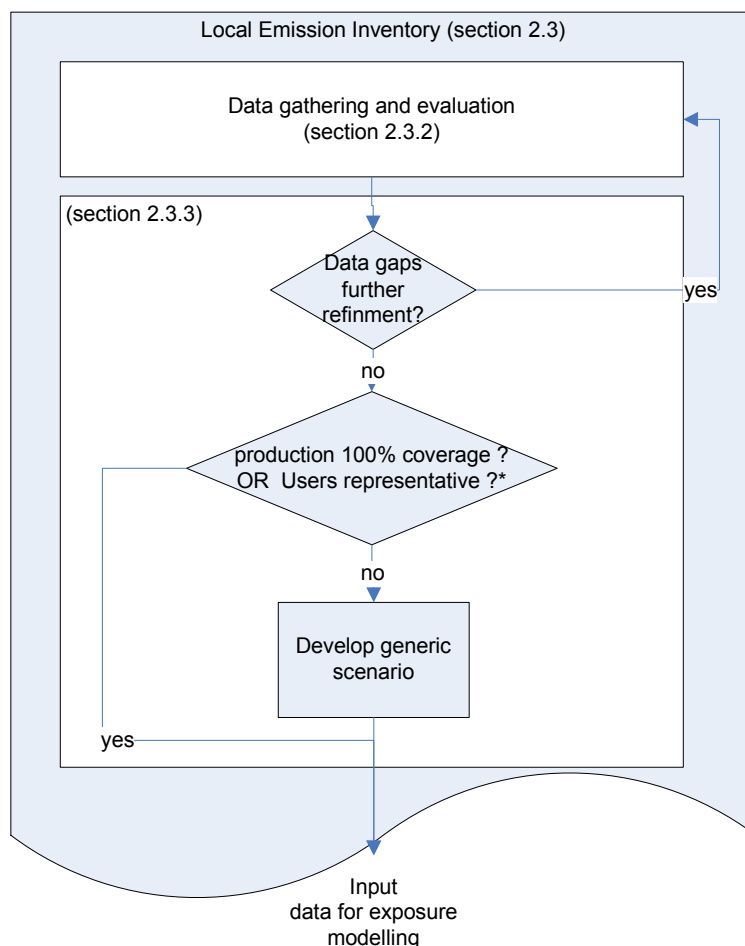 Local Emission Inventory (section 2.3)
Data gathering and evaluation
(section 2.3.2)
(section 2.3.3)
Data gaps
further
refinment?
yes
no
production 100% coverage ?
OR Users representative ?*
no
Develop generic
scenario
yes
Input
data for exposure
modelling